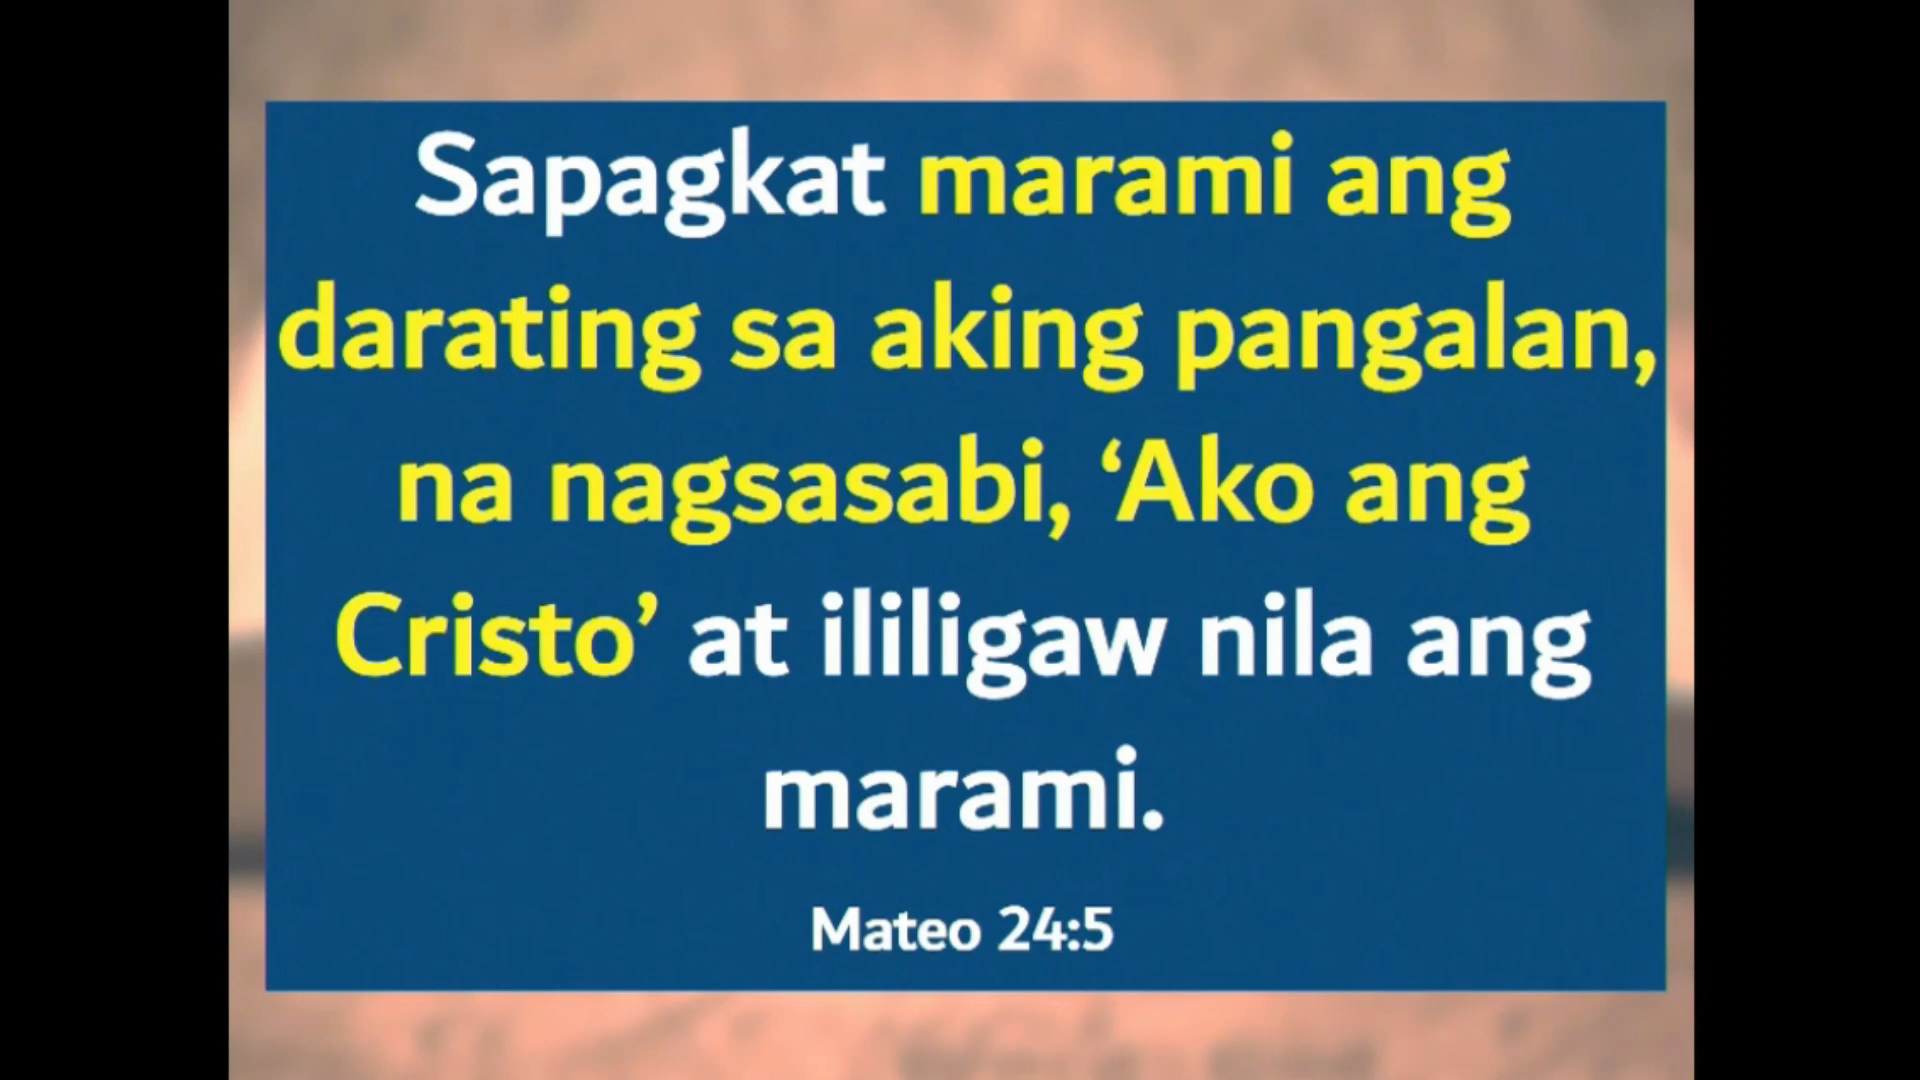 Sapagkat marami ang
darating sa aking pangalan,
na nagsasabi, ‘Ako ang
Cristo’ at ililigaw nila ang
marami.
Mateo 24:5